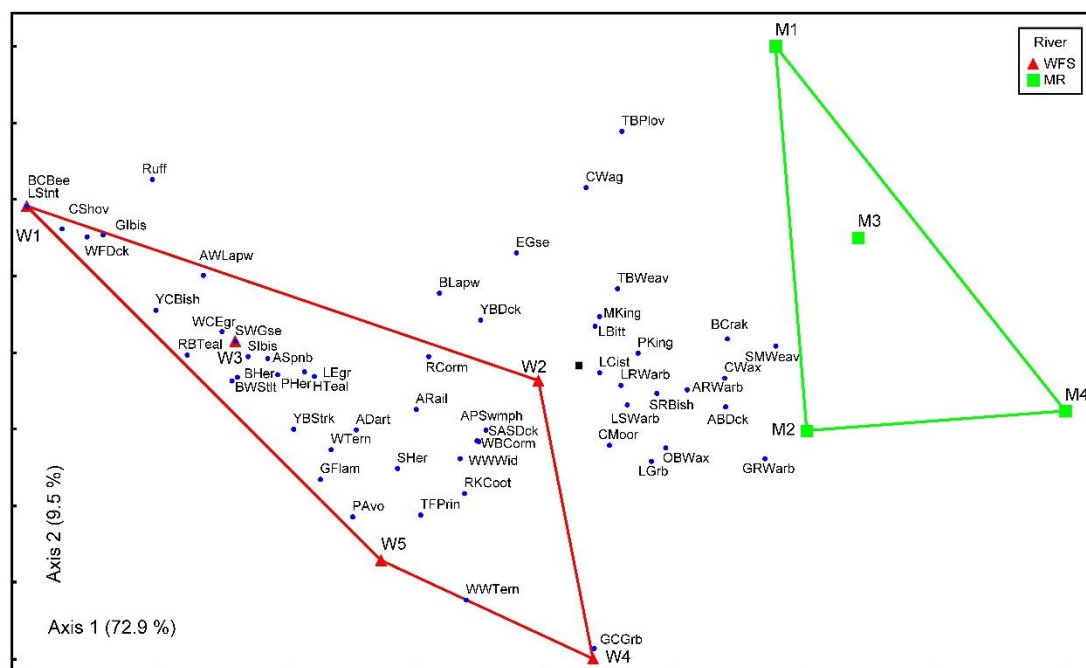 M1
River
WFS
MR
TBPlov
Ruff
CWag
BCBee
LStnt
CShov
GIbis
W1
WFDck
M3
EGse
AWLapw
BLapw
TBWeav
YCBish
YBDck
MKing
WCEgr
LBitt
BCrak
SWGse
RBTeal
SIbis
PKing
SMWeav
W3
ASpnb
RCorm
W2
LCist
CWax
BHer
LEgr
LRWarb
ARWarb
BWStlt
PHer
HTeal
SRBish
M4
ARail
LSWarb
ABDck
YBStrk
ADart
APSwmph
M2
SASDck
WTern
WBCorm
CMoor
SHer
WWWid
OBWax
GFlam
LGrb
GRWarb
RKCoot
PAvo
TFPrin
W5
WWTern
Axis 2 (9.5 %)
Axis 1 (72.9 %)
GCGrb
W4